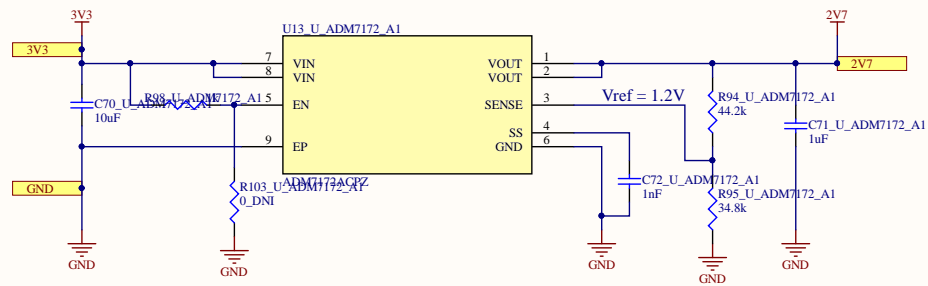 3V3
U13_U_ADM7172_A1
2V7
3V3
2V7
7
VIN
VOUT
1
8
VIN
VOUT
2
R98_U_ADM7172_A1
5
EN
SENSE
3
Vref = 1.2V
R94_U_ADM7172_A1
44.2k
C70_U_ADM7172_A1
10uF
SS
4
C71_U_ADM7172_A1
1uF
9
EP
GND
6
ADM7172ACPZ
C72_U_ADM7172_A1
1nF
GND
R103_U_ADM7172_A1
0_DNI
R95_U_ADM7172_A1
34.8k
GND
GND
GND
GND
GND